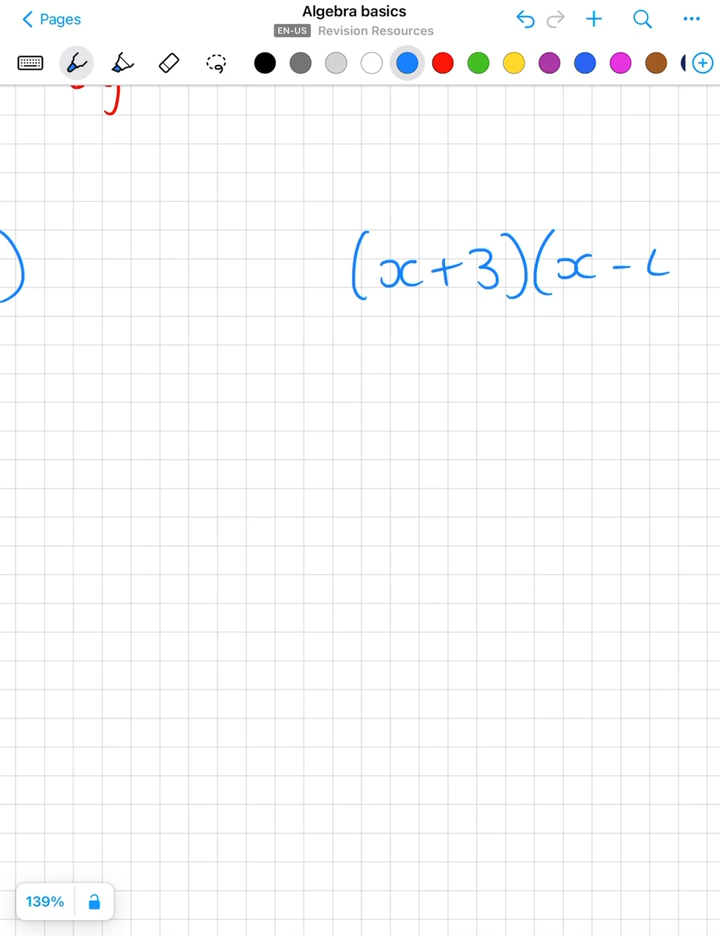 Pages
Algebra basics
EN-US Revision Resources
)
(x+3)(x-
139%